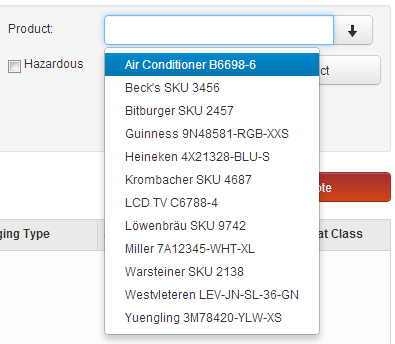 Product:
Hazardous
Air Conditioner B6698-6
Beck's SKU 3456
Bitburger SKU 2457
Guinness 9N48581-RGB-XXS
Heineken 4X21328-BLU-S
Krombacher SKU 4687
LCD TV C6788-4
Löwenbräu SKU 9742
Miller 7A12345-WHT-XL
Warsteiner SKU 2138
Westvleteren LEV-JN-SL-36-GN
Yuengling 3M78420-YLW-XS
ct
ote
ging Type
at Class